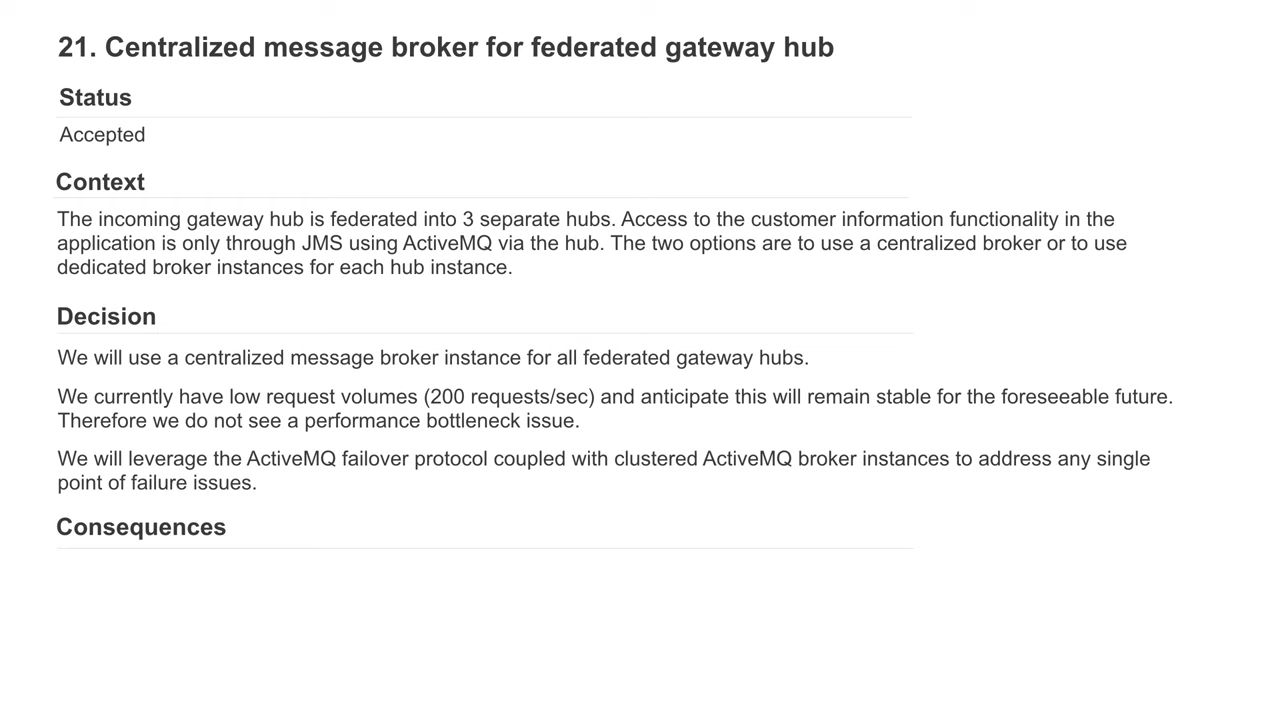 21. Centralized message broker for federated gateway hub
Status
Accepted
Context
The incoming gateway hub is federated into 3 separate hubs. Access to the customer information functionality in the
application is only through JMS using ActiveMQ via the hub. The two options are to use a centralized broker or to use
dedicated broker instances for each hub instance.
Decision
We will use a centralized message broker instance for all federated gateway hubs.
We currently have low request volumes (200 requests/sec) and anticipate this will remain stable for the foreseeable future.
Therefore we do not see a performance bottleneck issue.
We will leverage the ActiveMQ failover protocol coupled with clustered ActiveMQ broker instances to address any single
point of failure issues.
Consequences